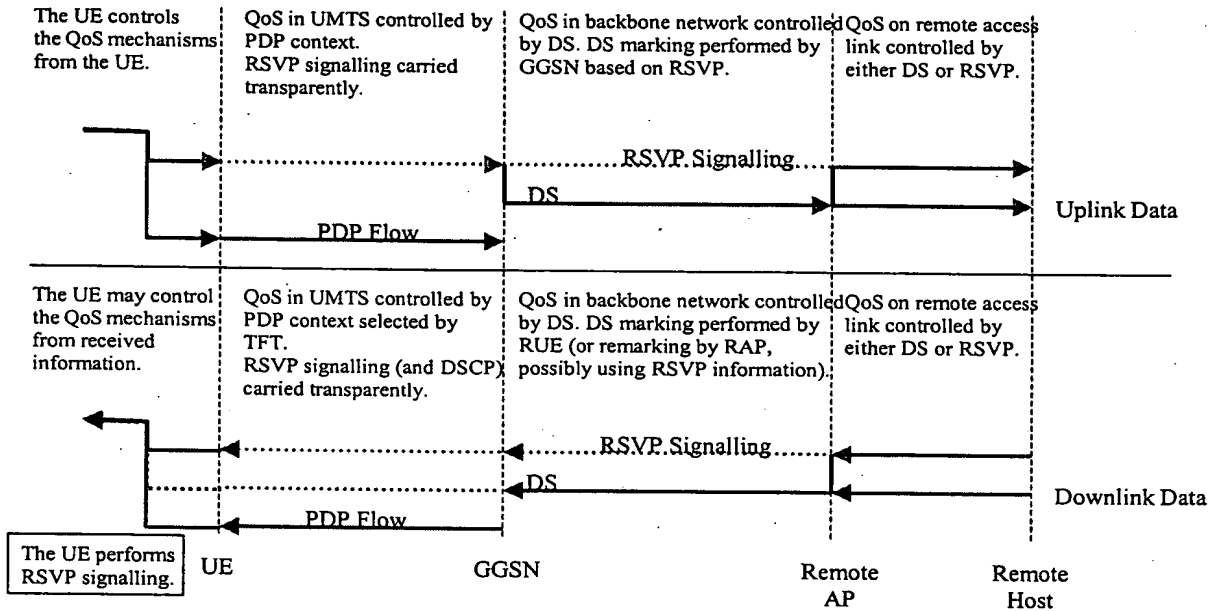 The UE controls
the QoS mechanisms
from the UE.
QoS in UMTS controlled by
PDP context.
RSVP signalling carried
transparently.
QoS in backbone network controlled
by DS. DS marking performed by
GGSN based on RSVP.
QoS on remote access
link controlled by
either DS or RSVP.
RSVP Signalling
DS
PDP Flow
Uplink Data
The UE may control
the QoS mechanisms
from received
information.
QoS in UMTS controlled by
PDP context selected by
TFT.
RSVP signalling (and DSCP)
carried transparently.
QoS in backbone network controlled
by DS. DS marking performed by
RUE (or remarking by RAP,
possibly using RSVP information).
QoS on remote access
link controlled by
either DS or RSVP.
RSVP Signalling
DS
PDP Flow
Downlink Data
The UE performs
RSVP signalling.
UE
GGSN
Remote
AP
Remote
Host